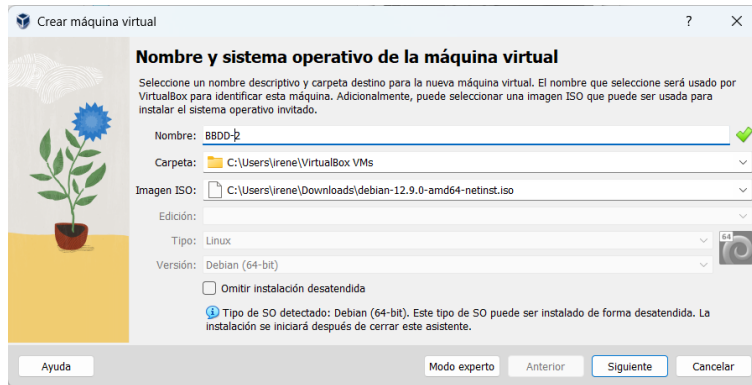 Crear máquina virtual
?
Nombre y sistema operativo de la máquina virtual
Seleccione un nombre descriptivo y carpeta destino para la nueva máquina virtual. El nombre que seleccione será usado por
VirtualBox para identificar esta máquina. Adicionalmente, puede seleccionar una imagen ISO que puede ser usada para
instalar el sistema operativo invitado.
Nombre: BBDD-2
Carpeta: C:\Users\irene\VirtualBox VMs
Imagen ISO: C:\Users\irene\Downloads\debian-12.9.0-amd64-netinst.iso
Edición:
Tipo: Linux
64
Versión: Debian (64-bit)
Omitir instalación desatendida
Tipo de SO detectado: Debian (64-bit). Este tipo de SO puede ser instalado de forma desatendida. La
instalación se iniciará después de cerrar este asistente.
Ayuda Modo experto Anterior Siguiente Cancelar